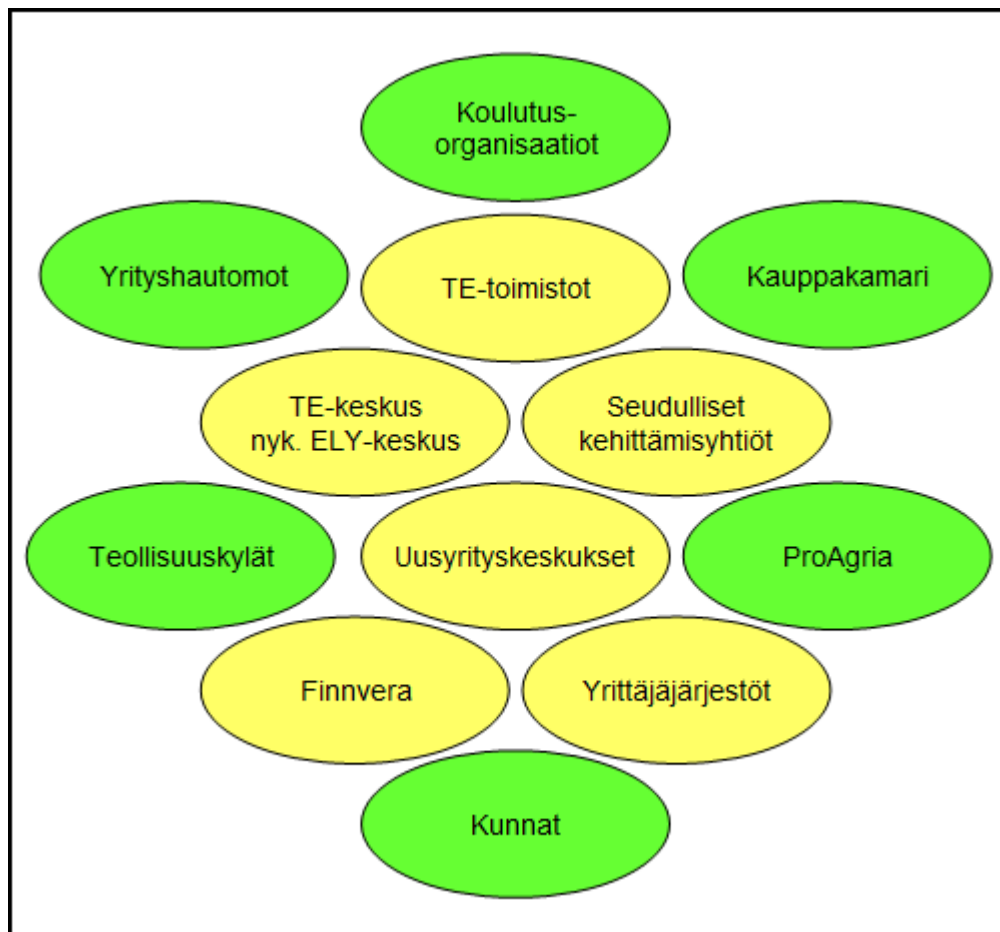 Koulutus-
organisaatiot
Yrityshautomot
TE-toimistot
Kauppakamari
TE-keskus
nyk. ELY-keskus
Seudulliset
kehittämisyhtiöt
Teollisuuskylät
Uusyrityskeskukset
ProAgria
Finnvera
Yrittäjäjärjestöt
Kunnat